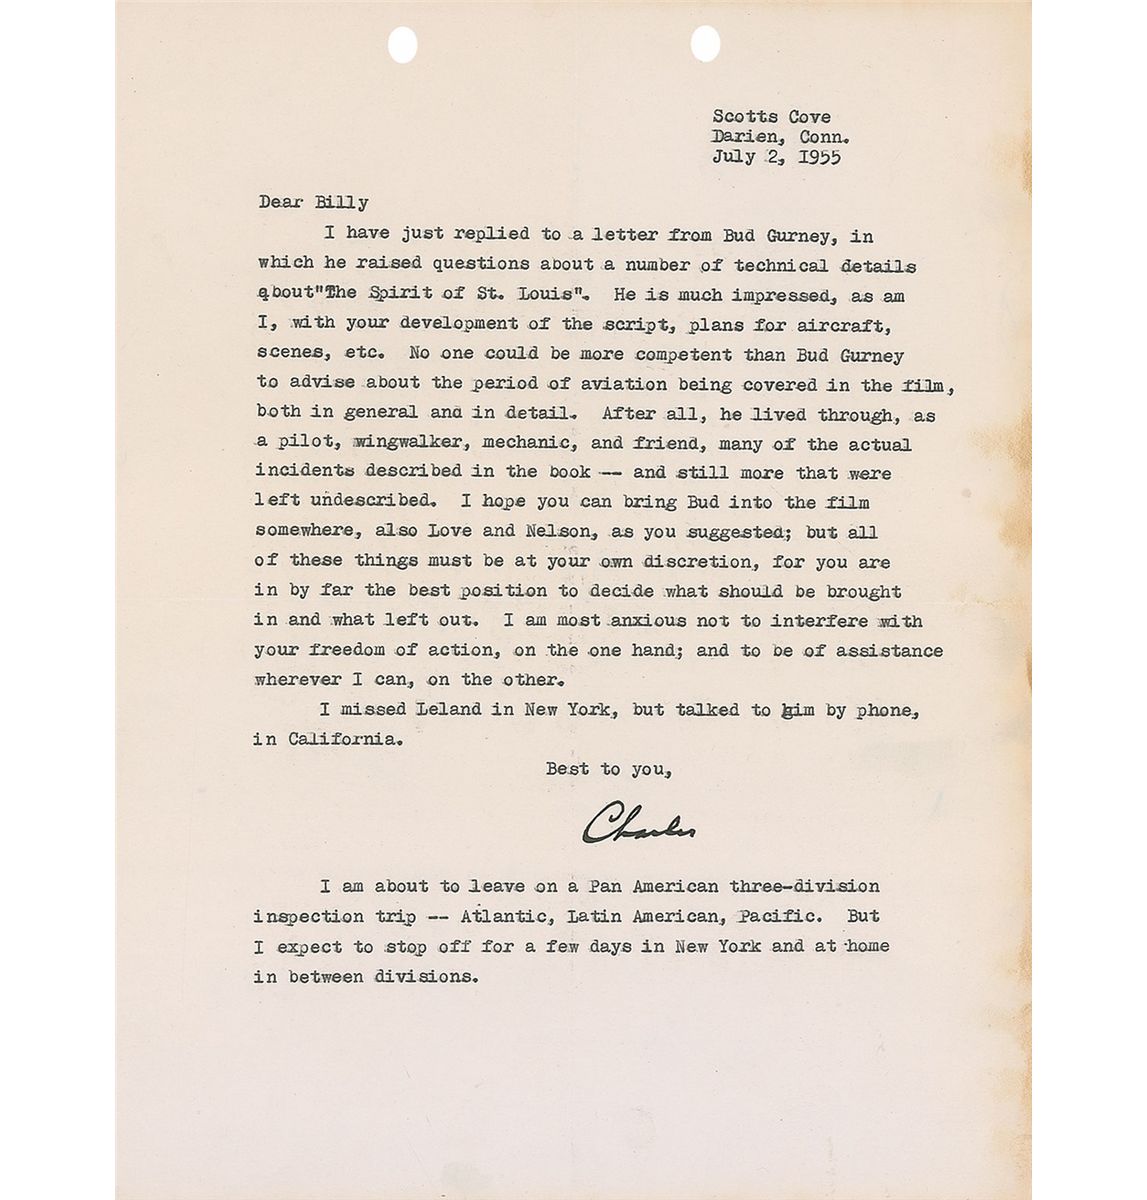 Scotts Cove
Darien, Conn.
July 2, 1955
Dear Billy
I have just replied to a letter from Bud Gurney, in
which he raised questions about a number of technical details
about"The Spirit of St. Louis". He is much impressed, as am
I, with your development of the script, plans for aircraft,
scenes, etc. No one could be more competent than Bud Gurney
to advise about the period of aviation being covered in the film,
both in general and in detail. After all, he lived through, as
a pilot, wingwalker, mechanic, and friend, many of the actual
incidents described in the book -- and still more that were
left undescribed. I hope you can bring Bud into the film
somewhere, also Love and Nelson, as you suggested; but all
of these things must be at your own discretion, for you are
in by far the best position to decide what should be brought
in and what left out. I am most anxious not to interfere with
your freedom of action, on the one hand; and to be of assistance
wherever I can, on the other.
I missed Leland in New York, but talked to him by phone,
in California.
Best to you,
Charles
I am about to leave on a Pan American three-division
inspection trip -- Atlantic, Latin American, Pacific. But
I expect to stop off for a few days in New York and at home
in between divisions.